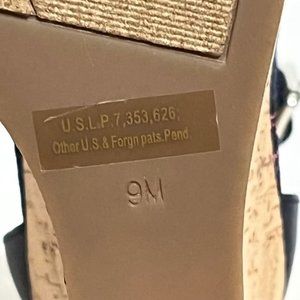 U.S.L.P.7,353,626;
Other U.S.& Forgn pats.Pend
9M